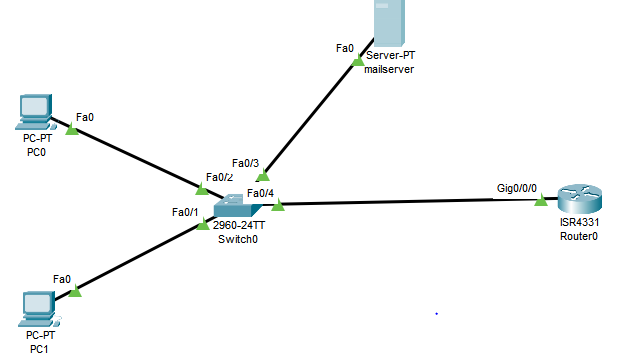 Fa0
Server-PT
mailserver
Fa0
PC-PT
PC0
Fa0/3
Fa0/2
Fa0/4
Gig0/0/0
Fa0/1
2960-24TT
Switch0
ISR4331
Router0
Fa0
PC-PT
PC1